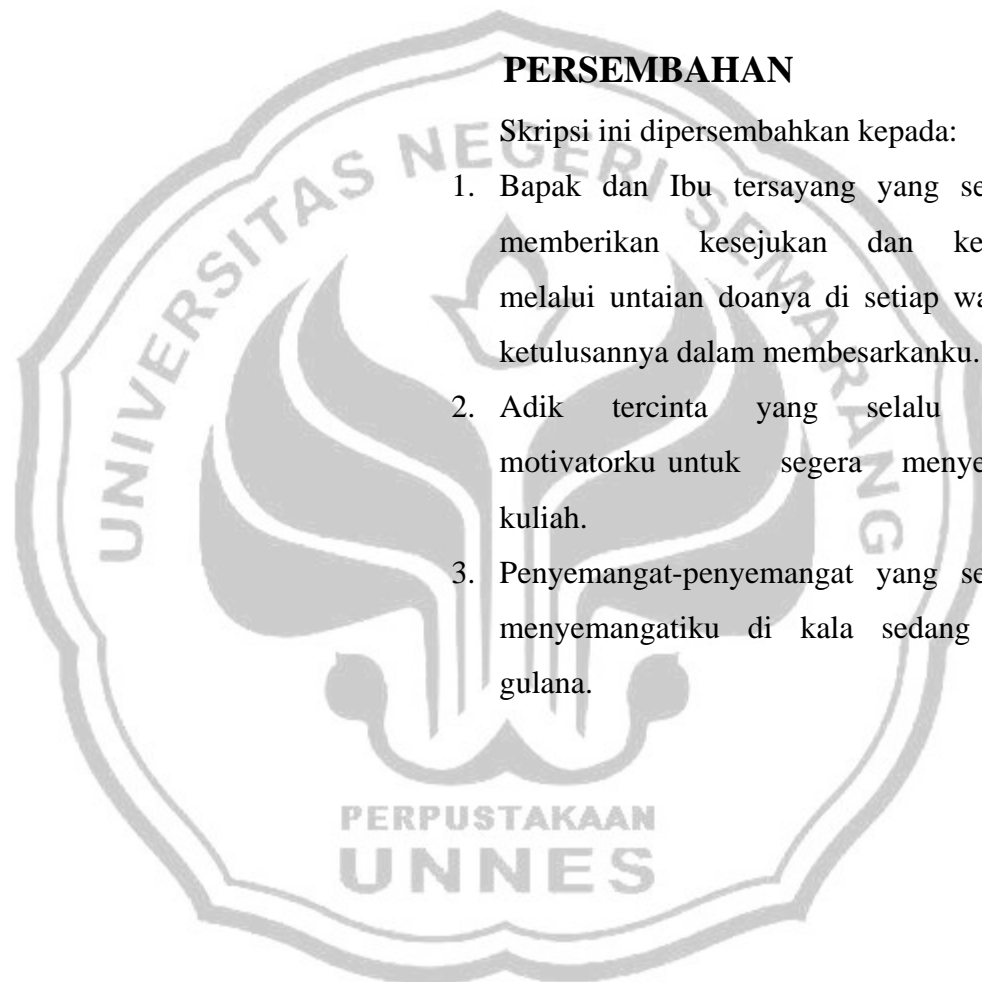 PERSEMBAHAN
Skripsi ini dipersembahkan kepada:
1. Bapak dan Ibu tersayang yang se
memberikan kesejukan dan ke
melalui untaian doanya di setiap wa
ketulusannya dalam membesarkanku.
2. Adik tercinta yang selalu
motivatorku untuk segera menye
kuliah.
3. Penyemangat-penyemangat yang se
menyemangatiku di kala sedang
gulana.
UNIVERSITAS NEGERI SEMARANG
PERPUSTAKAAN
UNNES